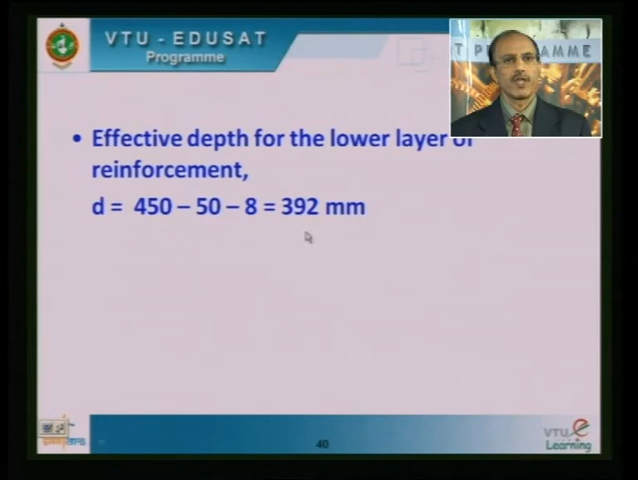 VTU - EDUSAT
Programme
T PROGRAMME
• Effective depth for the lower layer of
reinforcement,
d = 450 – 50 – 8 = 392 mm
40
VTU e
Learning